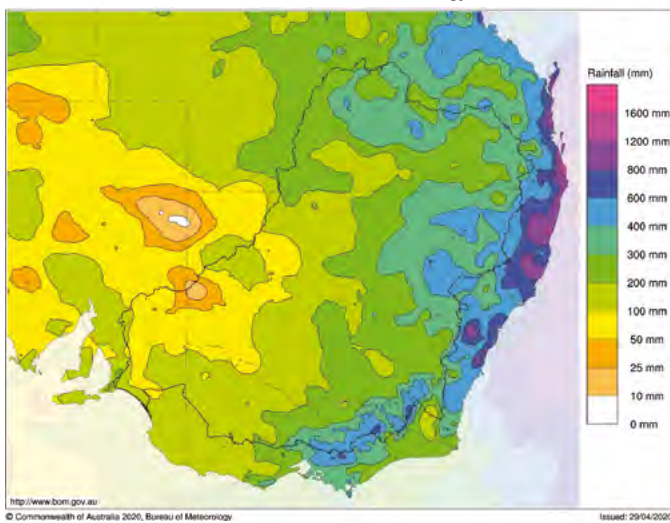 Rainfall (mm)
1600 mm
1200 mm
800 mm
600 mm
400 mm
300 mm
200 mm
100 mm
50 mm
25 mm
10 mm
0 mm
http://www.bom.gov.au
© Commonwealth of Australia 2020, Bureau of Meteorology
Issued: 29/04/2020